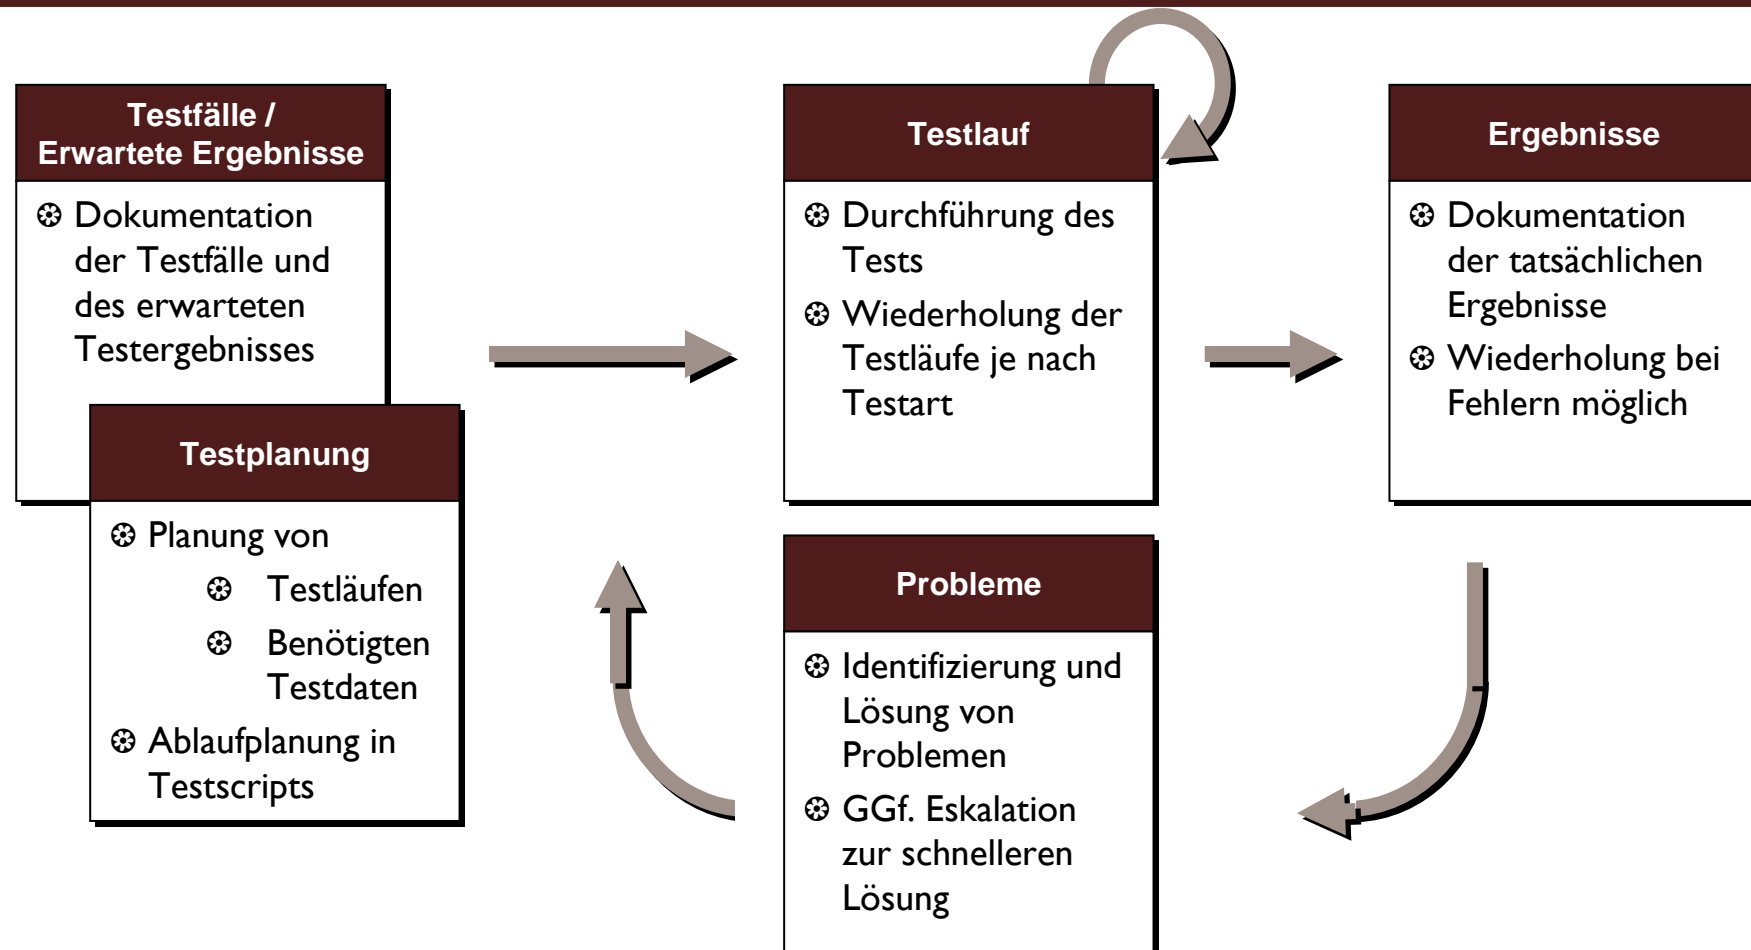 Testfälle /
Erwartete Ergebnisse
Dokumentation
der Testfälle und
des erwarteten
Testergebnisses
Testplanung
Planung von
Testläufen
Benötigten
Testdaten
Ablaufplanung in
Testscripts
Testlauf
Durchführung des
Tests
Wiederholung der
Testläufe je nach
Testart
Ergebnisse
Dokumentation
der tatsächlichen
Ergebnisse
Wiederholung bei
Fehlern möglich
Probleme
Identifizierung und
Lösung von
Problemen
GGf. Eskalation
zur schnelleren
Lösung